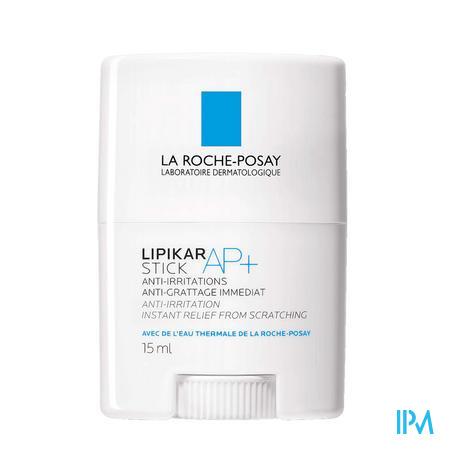 LA ROCHE-POSAY
LABORATOIRE DERMATOLOGIQUE
LIPIKAR
STICK AP+
ANTI-IRRITATIONS
ANTI-GRATTAGE IMMEDIAT
ANTI-IRRITATION
INSTANT RELIEF FROM SCRATCHING
AVEC DE L'EAU THERMALE DE LA ROCHE-POSAY
15 ml
IPM